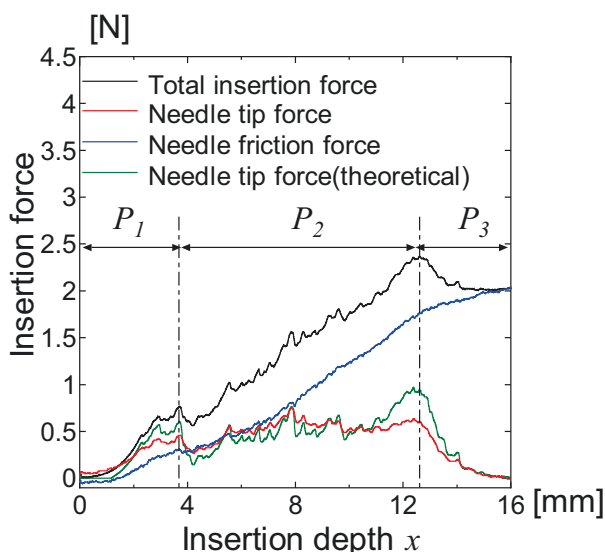 [N]
4.5
4
3.5
3
2.5
2
1.5
1
0.5
0
Insertion force
Total insertion force
Needle tip force
Needle friction force
Needle tip force(theoretical)
P1 P2 P3
0 4 8 12 16 [mm]
Insertion depth x